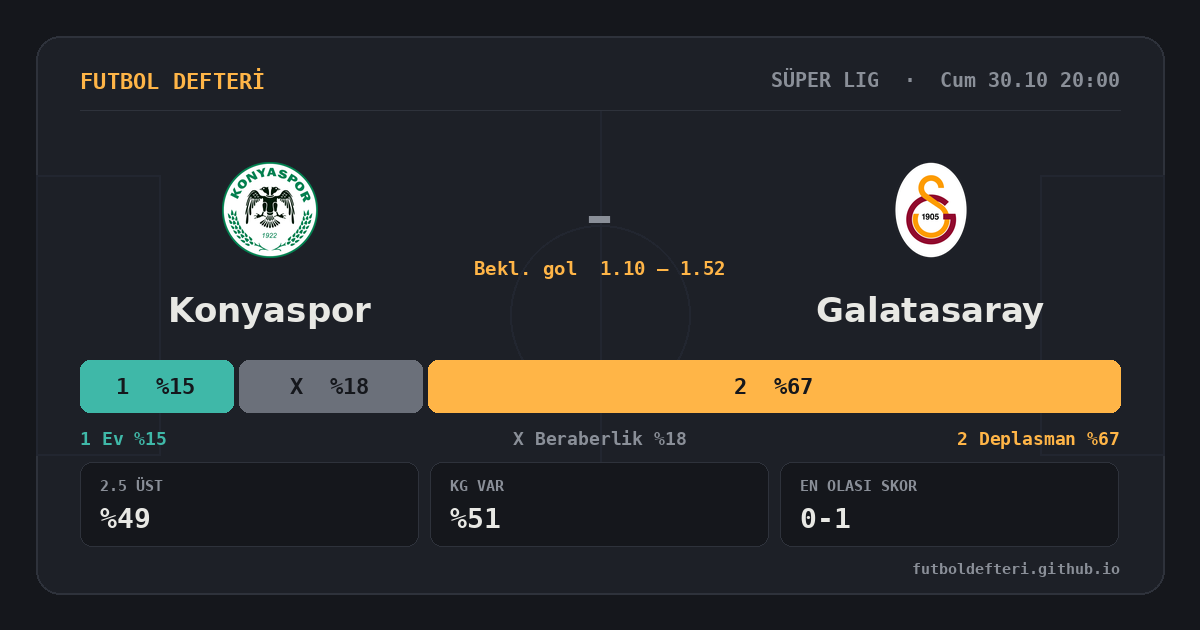 FUTBOL DEFTERİ
SÜPER LIG · Cum 30.10 20:00
KONYASPOR
1922
1905
-
Bekl. gol 1.10 – 1.52
Konyaspor
Galatasaray
1 %15
X %18
2 %67
1 Ev %15
X Beraberlik %18
2 Deplasman %67
2.5 ÜST
%49
KG VAR
%51
EN OLASI SKOR
0-1
futboldefteri.github.io